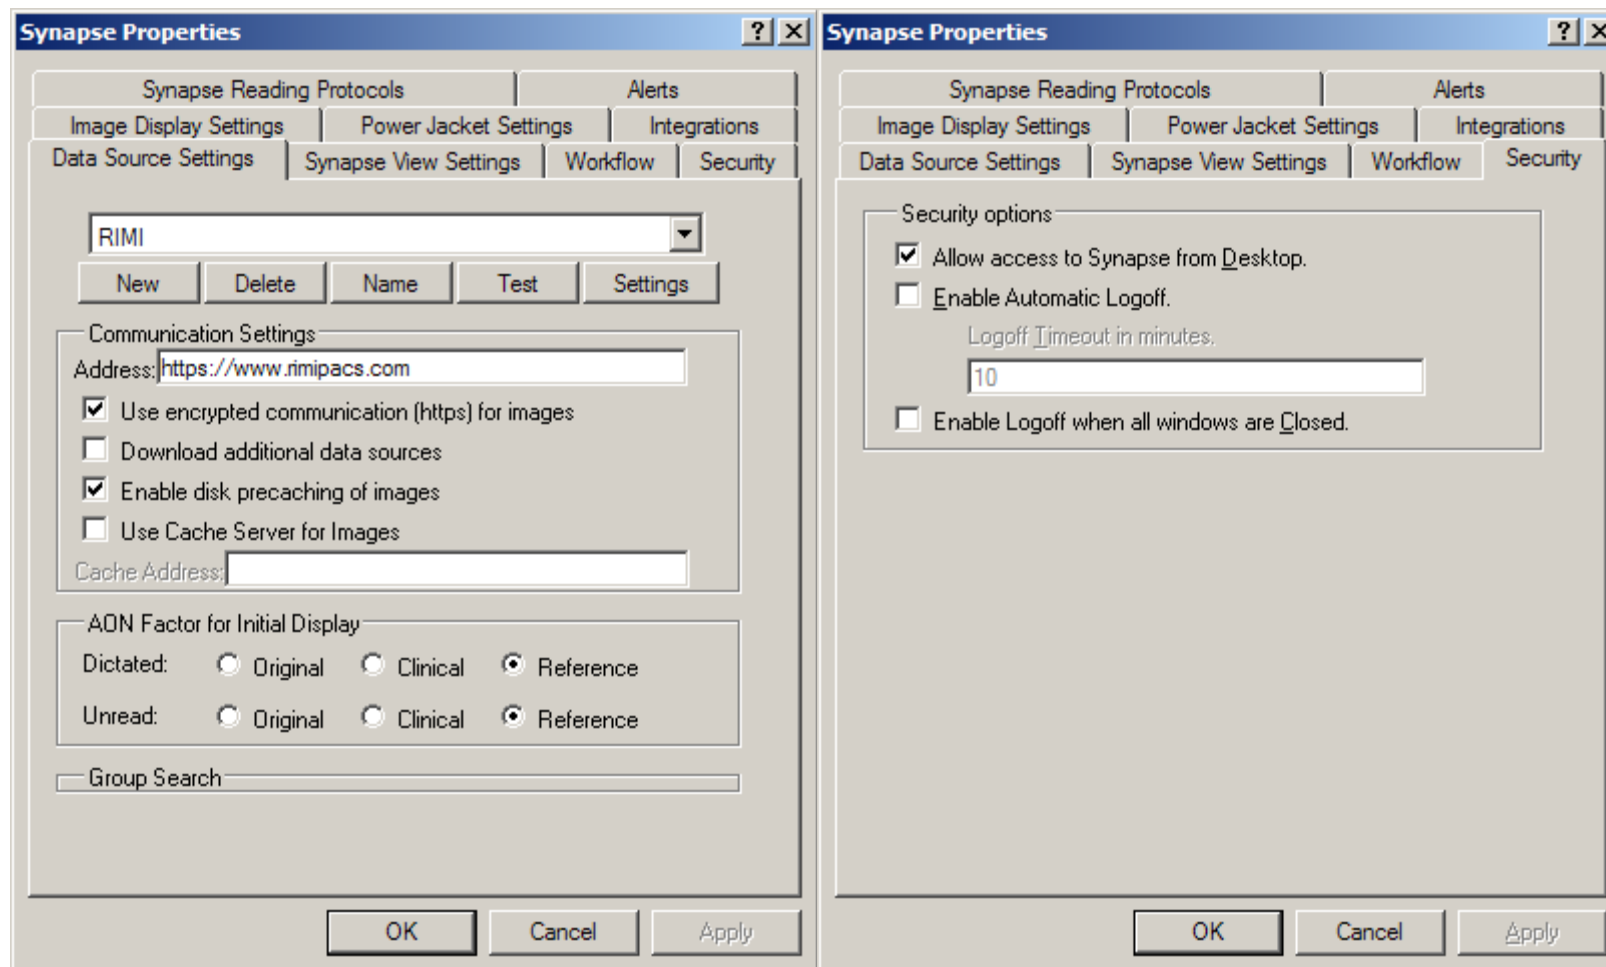 Synapse Properties
Synapse Reading Protocols Alerts
Image Display Settings Power Jacket Settings Integrations
Data Source Settings Synapse View Settings Workflow Security
RIMI
New Delete Name Test Settings
Communication Settings
Address: https://www.rimipacs.com
Use encrypted communication (https) for images
Download additional data sources
Enable disk precaching of images
Use Cache Server for Images
Cache Address:
AON Factor for Initial Display
Dictated: Original Clinical Reference
Unread: Original Clinical Reference
Group Search
OK Cancel Apply
Synapse Properties
Synapse Reading Protocols Alerts
Image Display Settings Power Jacket Settings Integrations
Data Source Settings Synapse View Settings Workflow Security
Security options
Allow access to Synapse from Desktop.
Enable Automatic Logoff.
Logoff Timeout in minutes.
10
Enable Logoff when all windows are Closed.
OK Cancel Apply